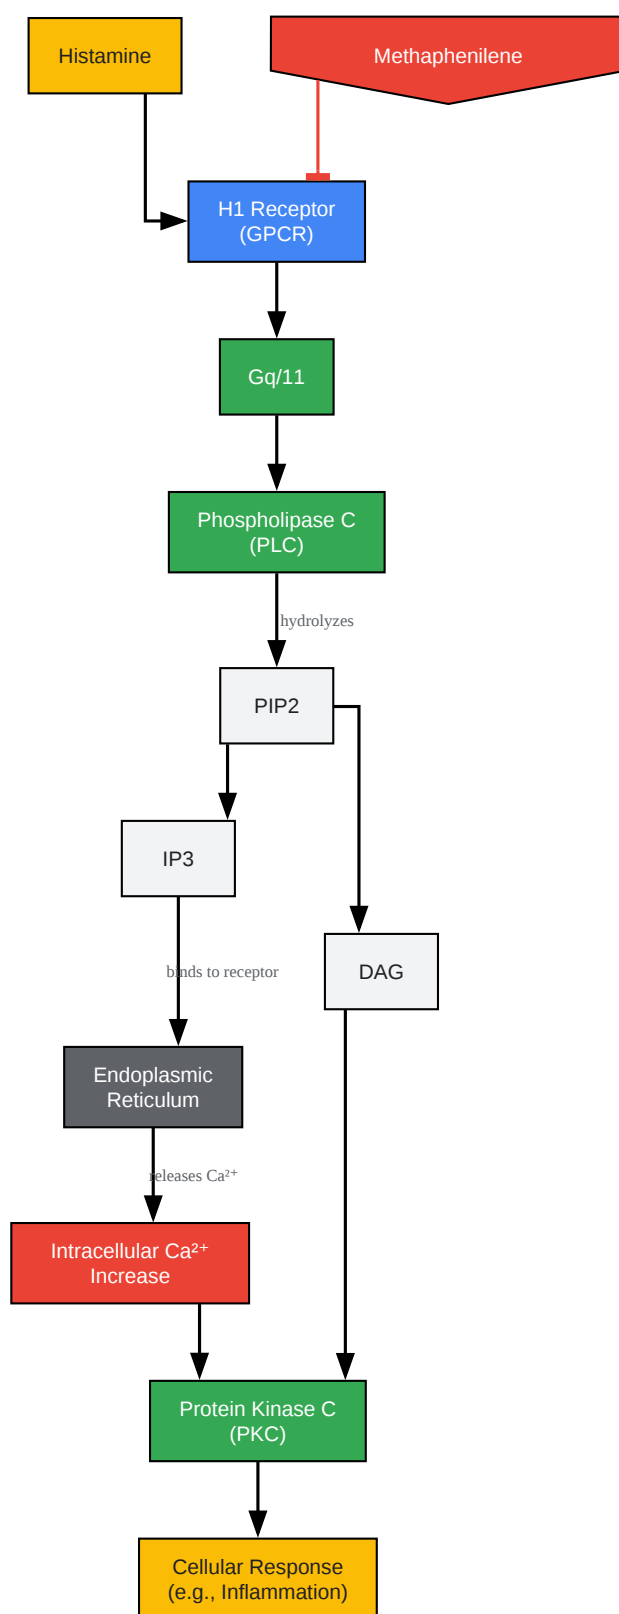 Histamine
Methaphenilene
H1 Receptor
(GPCR)
Gq/11
Phospholipase C
(PLC)
hydrolyzes
PIP2
IP3
binds to receptor
DAG
Endoplasmic
Reticulum
releases Ca²⁺
Intracellular Ca²⁺
Increase
Protein Kinase C
(PKC)
Cellular Response
(e.g., Inflammation)